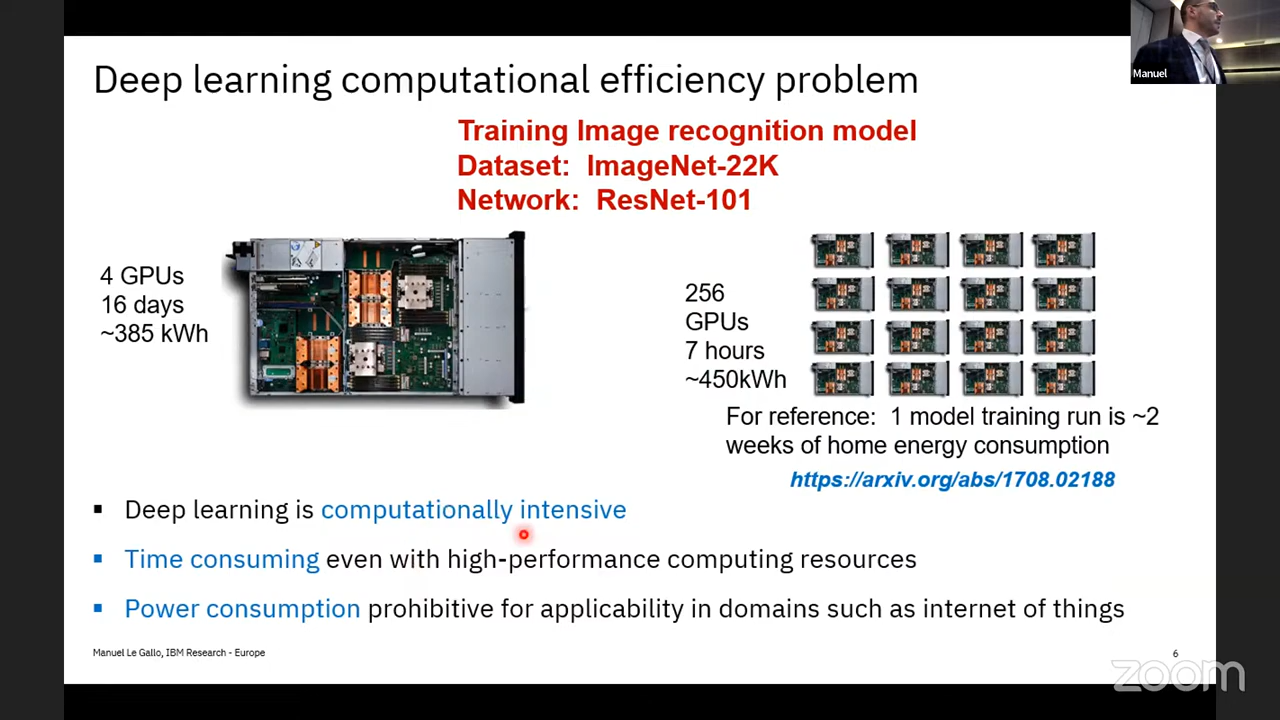 Manuel
Deep learning computational efficiency problem
Training Image recognition model
Dataset: ImageNet-22K
Network: ResNet-101
4 GPUs
16 days
~385 kWh
256
GPUs
7 hours
~450kWh
For reference: 1 model training run is ~2
weeks of home energy consumption
https://arxiv.org/abs/1708.02188
▪ Deep learning is computationally intensive
▪ Time consuming even with high-performance computing resources
▪ Power consumption prohibitive for applicability in domains such as internet of things
Manuel Le Gallo, IBM Research - Europe
6
zoom